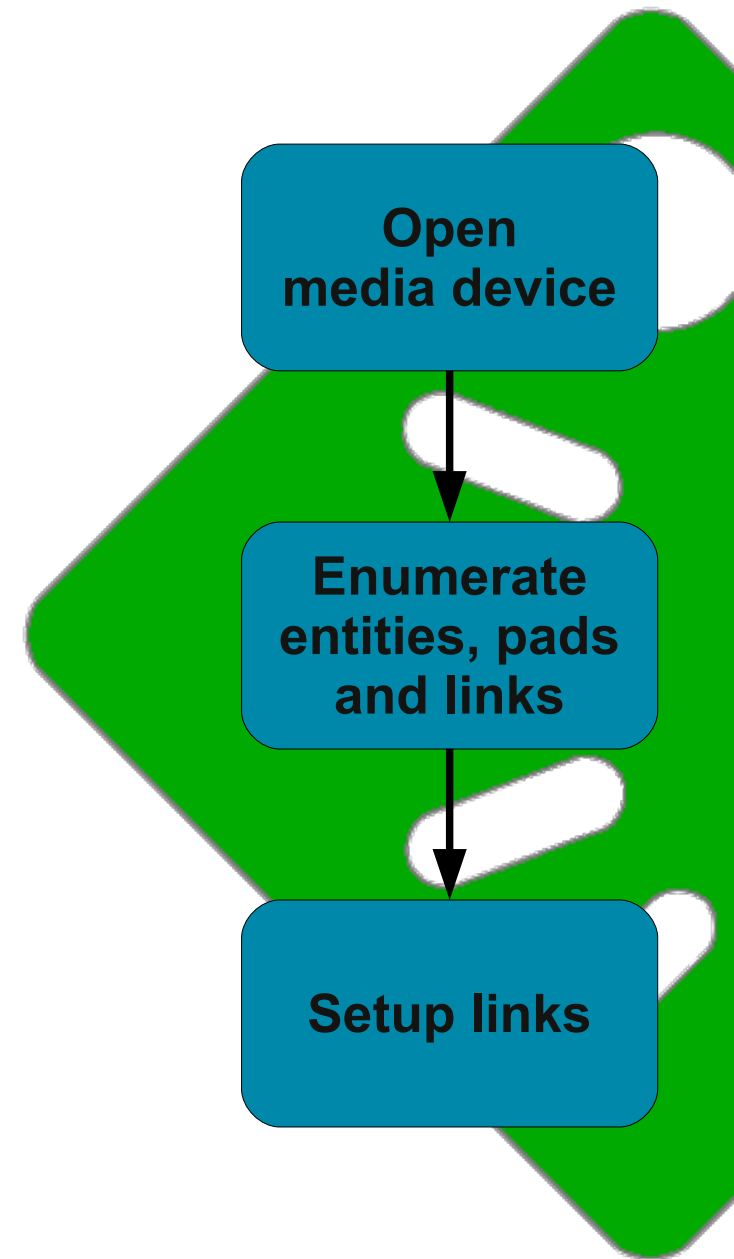 Open
media device
Enumerate
entities, pads
and links
Setup links